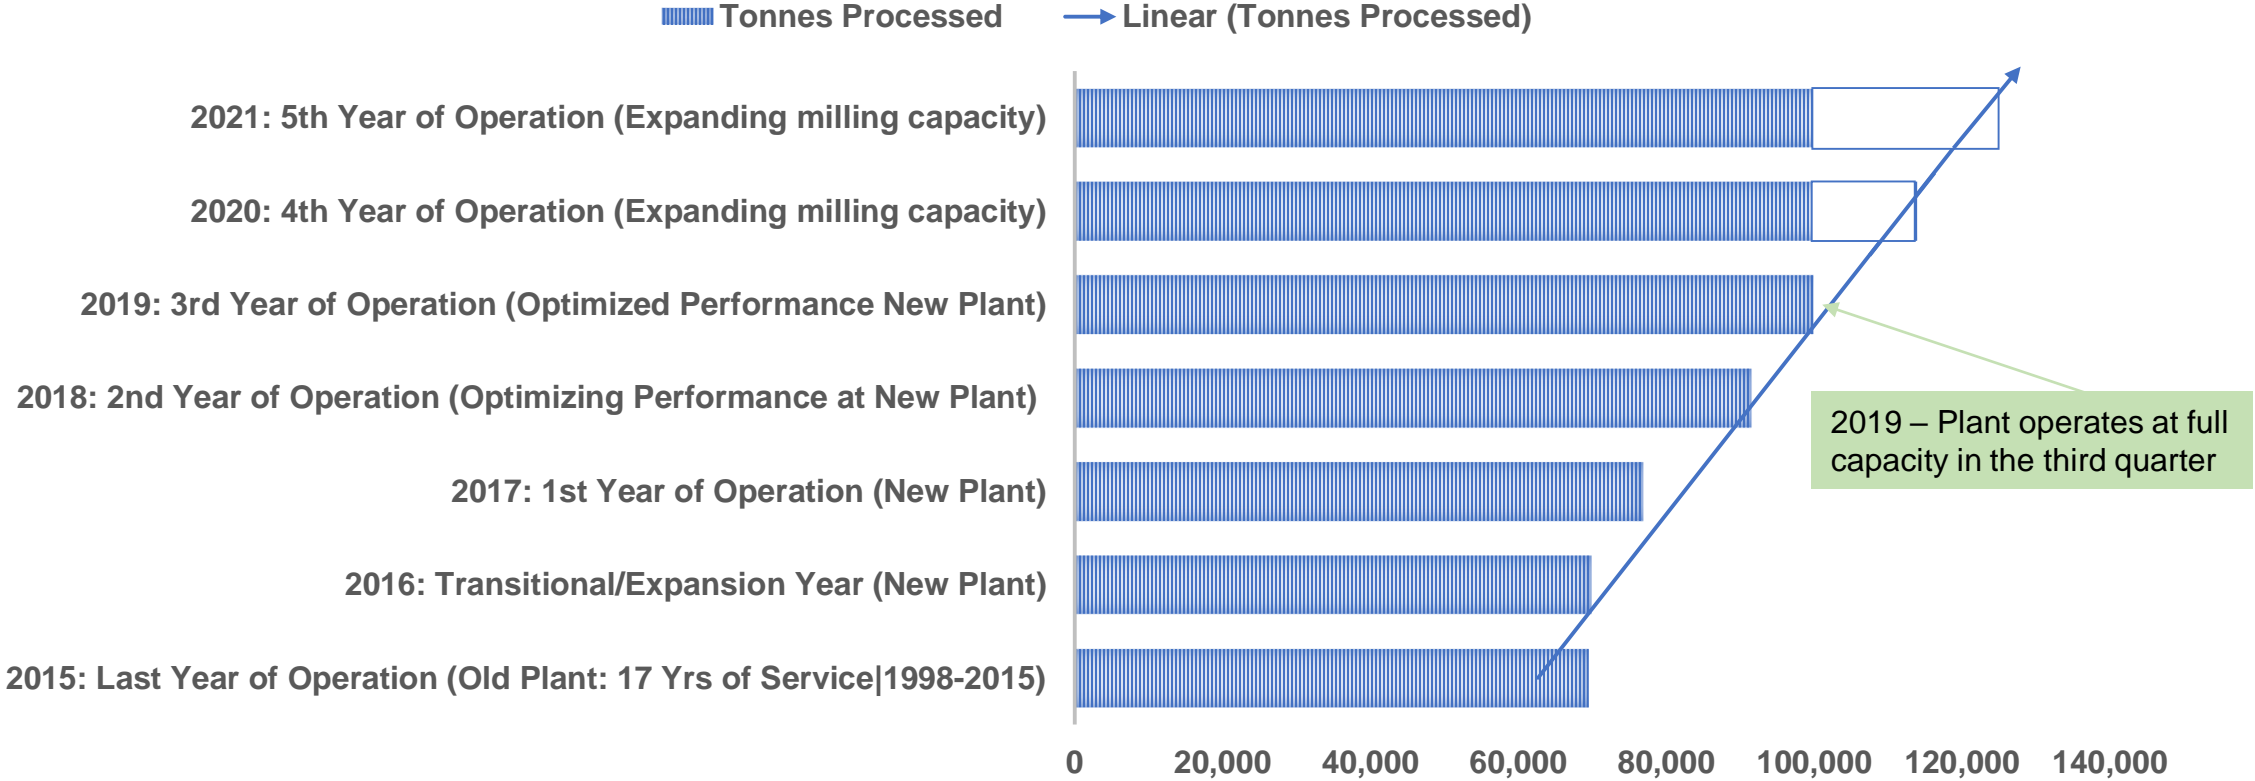 Tonnes Processed
Linear (Tonnes Processed)
2021: 5th Year of Operation (Expanding milling capacity)
2020: 4th Year of Operation (Expanding milling capacity)
2019: 3rd Year of Operation (Optimized Performance New Plant)
2018: 2nd Year of Operation (Optimizing Performance at New Plant)
2019 – Plant operates at full
capacity in the third quarter
2017: 1st Year of Operation (New Plant)
2016: Transitional/Expansion Year (New Plant)
2015: Last Year of Operation (Old Plant: 17 Yrs of Service|1998-2015)
0 20,000 40,000 60,000 80,000 100,000 120,000 140,000